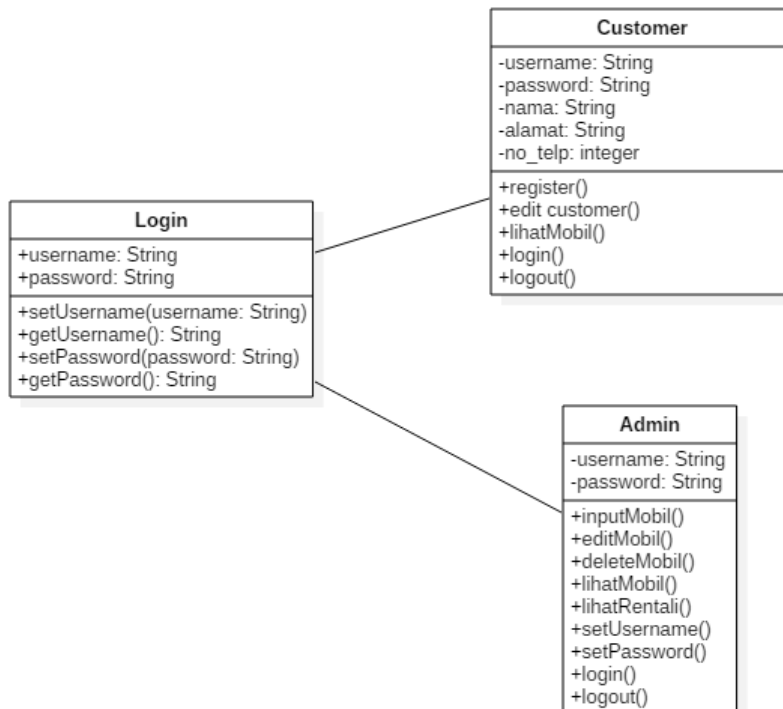 Customer
-username: String
-password: String
-nama: String
-alamat: String
-no_telp: integer
+register()
+edit customer()
+lihatMobil()
+login()
+logout()
Login
+username: String
+password: String
+setUsername(username: String)
+getUsername(): String
+setPassword(password: String)
+getPassword(): String
Admin
-username: String
-password: String
+inputMobil()
+editMobil()
+deleteMobil()
+lihatMobil()
+lihatRentali()
+setUsername()
+setPassword()
+login()
+logout()